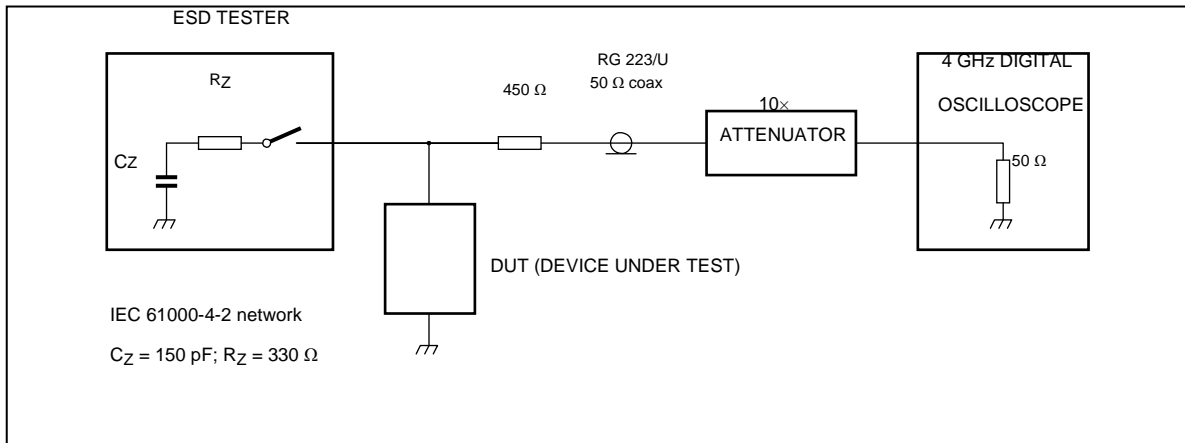 ESD TESTER
RZ
CZ
450 Ω
RG 223/U
50 Ω coax
10×
ATTENUATOR
4 GHz DIGITAL
OSCILLOSCOPE
50 Ω
DUT (DEVICE UNDER TEST)
IEC 61000-4-2 network
CZ = 150 pF; RZ = 330 Ω